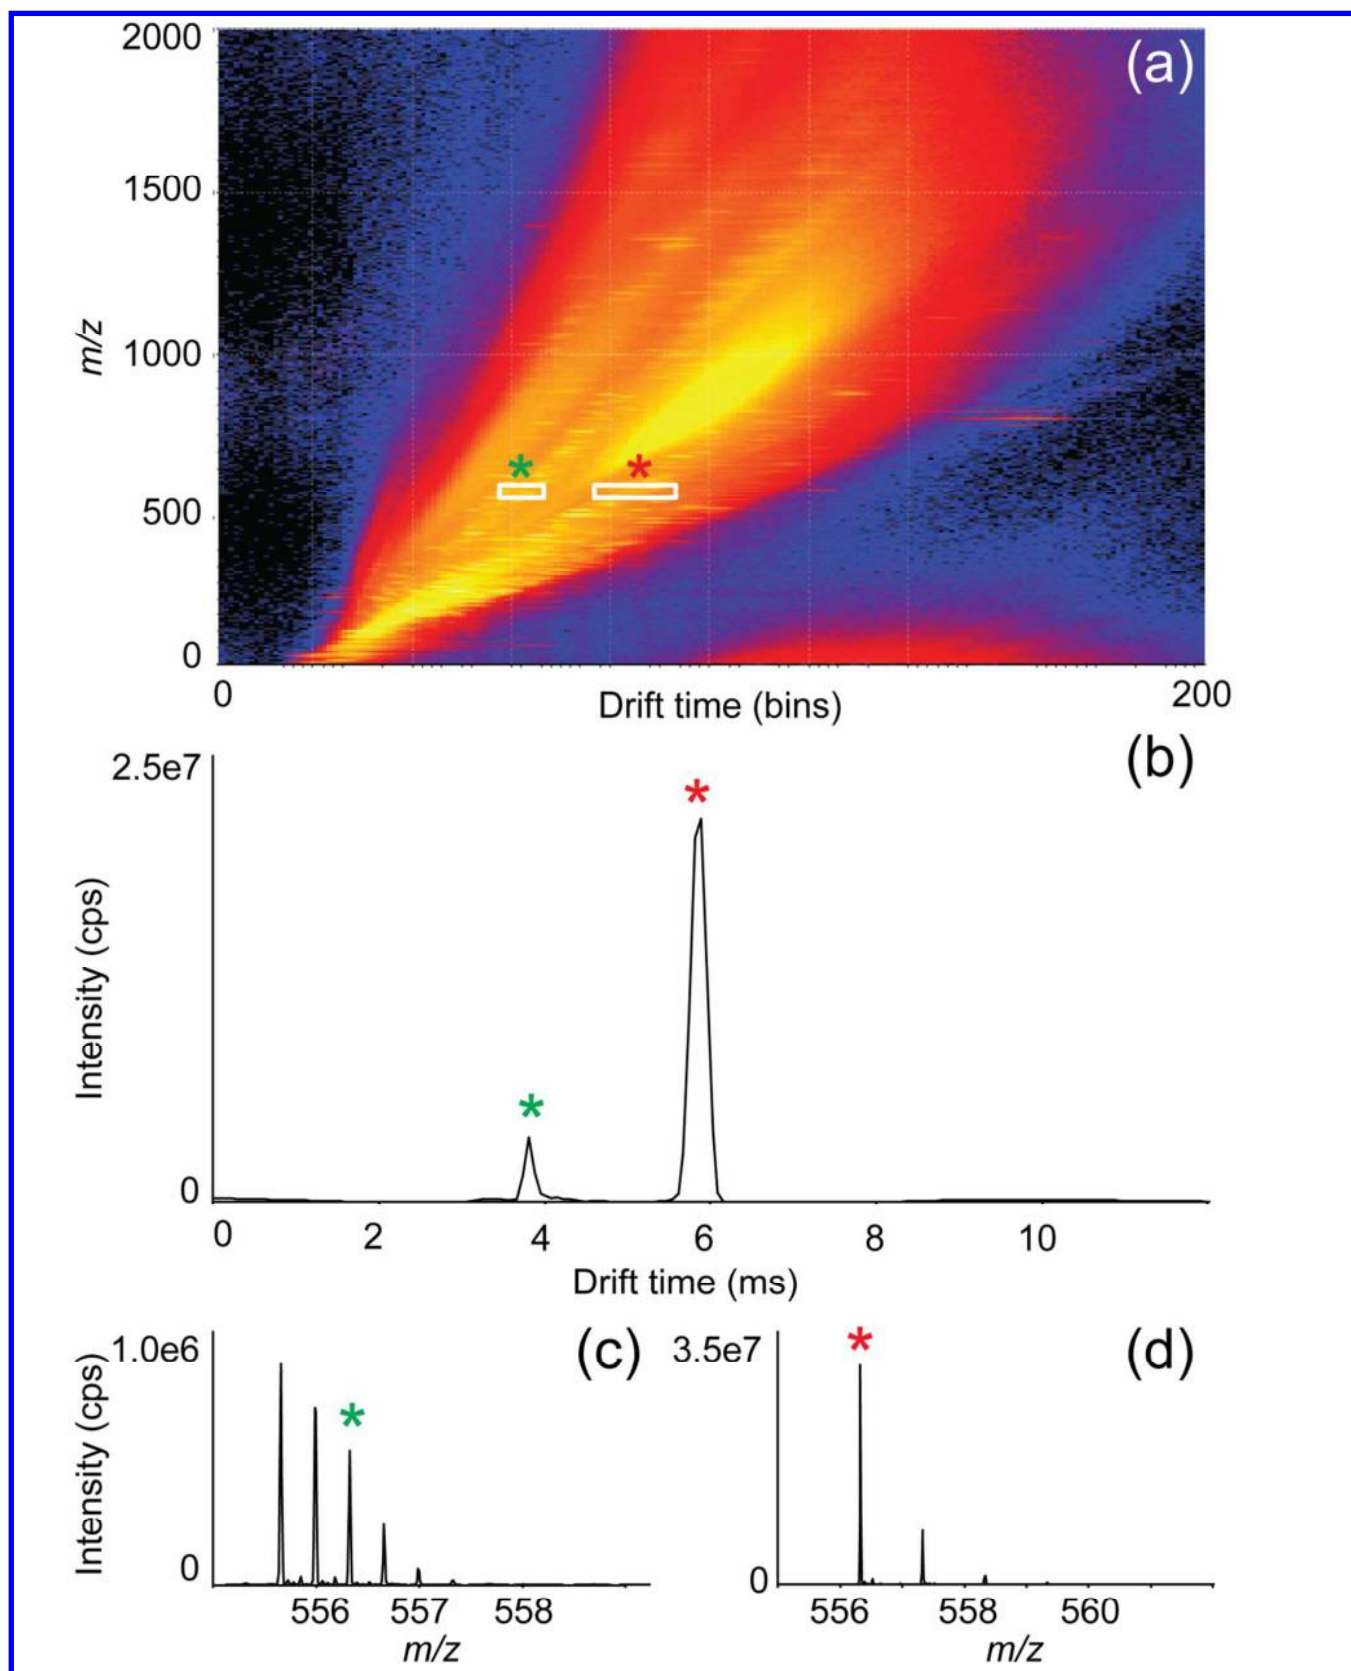 2000
(a)
1500
m/z
1000
* *
500
0
0
Drift time (bins)
200
(b)
2.5e7
*
Intensity (cps)
*
0
0 2 4 6 8 10
Drift time (ms)
1.0e6 (c)
*
Intensity (cps)
0
556 557 558
m/z
3.5e7 * (d)
0
556 558 560
m/z